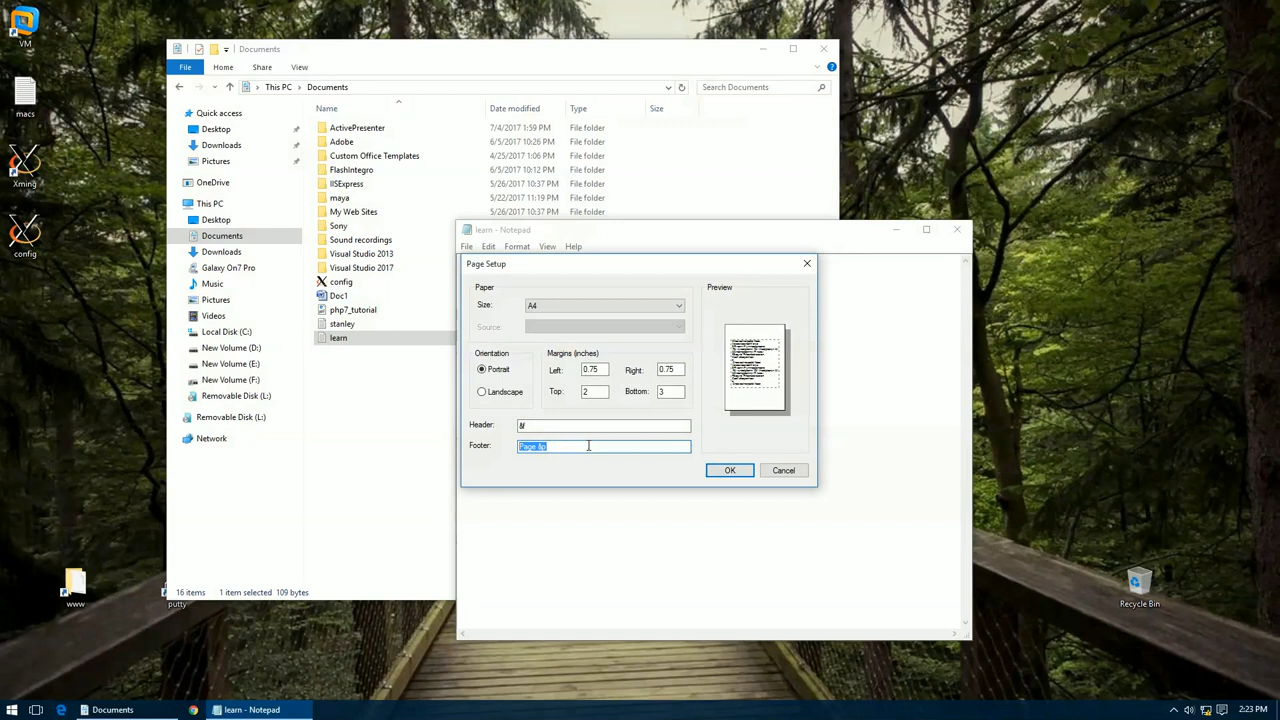 VM
macs
Xming
config
www
putty
Recycle Bin
Documents
File Home Share View
This PC Documents
Search Documents
Name Date modified Type Size
Quick access
Desktop
Downloads
Pictures
OneDrive
This PC
Desktop
Documents
Downloads
Galaxy On7 Pro
Music
Pictures
Videos
Local Disk (C:)
New Volume (D:)
New Volume (E:)
New Volume (F:)
Removable Disk (L:)
Removable Disk (L:)
Network
ActivePresenter 7/4/2017 1:59 PM File folder
Adobe 6/5/2017 10:26 PM File folder
Custom Office Templates 4/25/2017 1:06 PM File folder
FlashIntegro 6/5/2017 10:12 PM File folder
IISExpress 5/26/2017 10:37 PM File folder
maya 5/22/2017 11:19 PM File folder
My Web Sites 5/26/2017 10:37 PM File folder
Sony
Sound recordings
Visual Studio 2013
Visual Studio 2017
config
Doc1
php7_tutorial
stanley
learn
16 items 1 item selected 109 bytes
learn - Notepad
File Edit Format View Help
Page Setup
Paper
Size: A4
Source:
Orientation
Portrait
Landscape
Margins (inches)
Left: 0.75 Right: 0.75
Top: 2 Bottom: 3
Header: &f
Footer: Page &p
Preview
OK Cancel
Documents learn - Notepad 2:23 PM